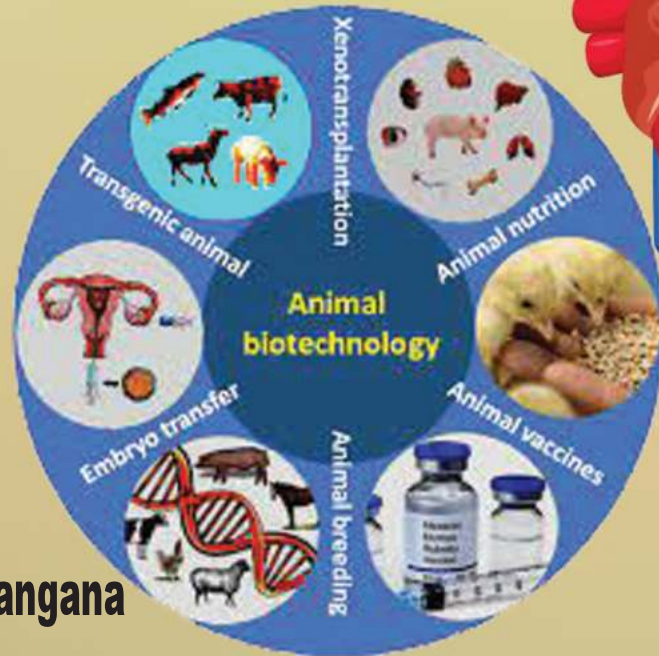 Xenotransplantation
Transgenic animal
Animal nutrition
Animal
biotechnology
Embryo transfer
Animal vaccines
Animal breeding
angana